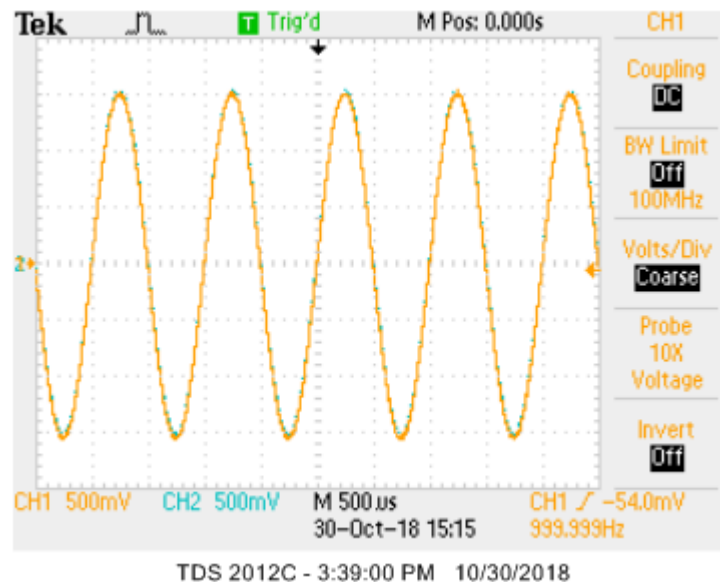 Tek T Trig'd M Pos: 0.000s CH1
Coupling
DC
BW Limit
Off
100MHz
2
Volts/Div
Coarse
Probe
10X
Voltage
Invert
Off
CH1 500mV CH2 500mV M 500us CH1 -54.0mV
30-Oct-18 15:15 999.999Hz
TDS 2012C - 3:39:00 PM 10/30/2018